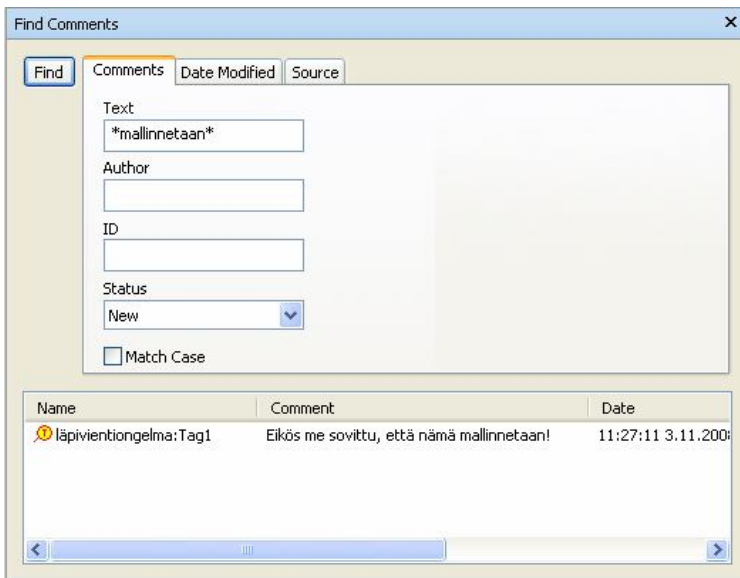 Find Comments
Find Comments Date Modified Source
Text
*mallinnetaan*
Author
ID
Status
New
Match Case
Name Comment Date
läpivientiongelma:Tag1 Eikös me sovittu, että nämä mallinnetaan! 11:27:11 3.11.200